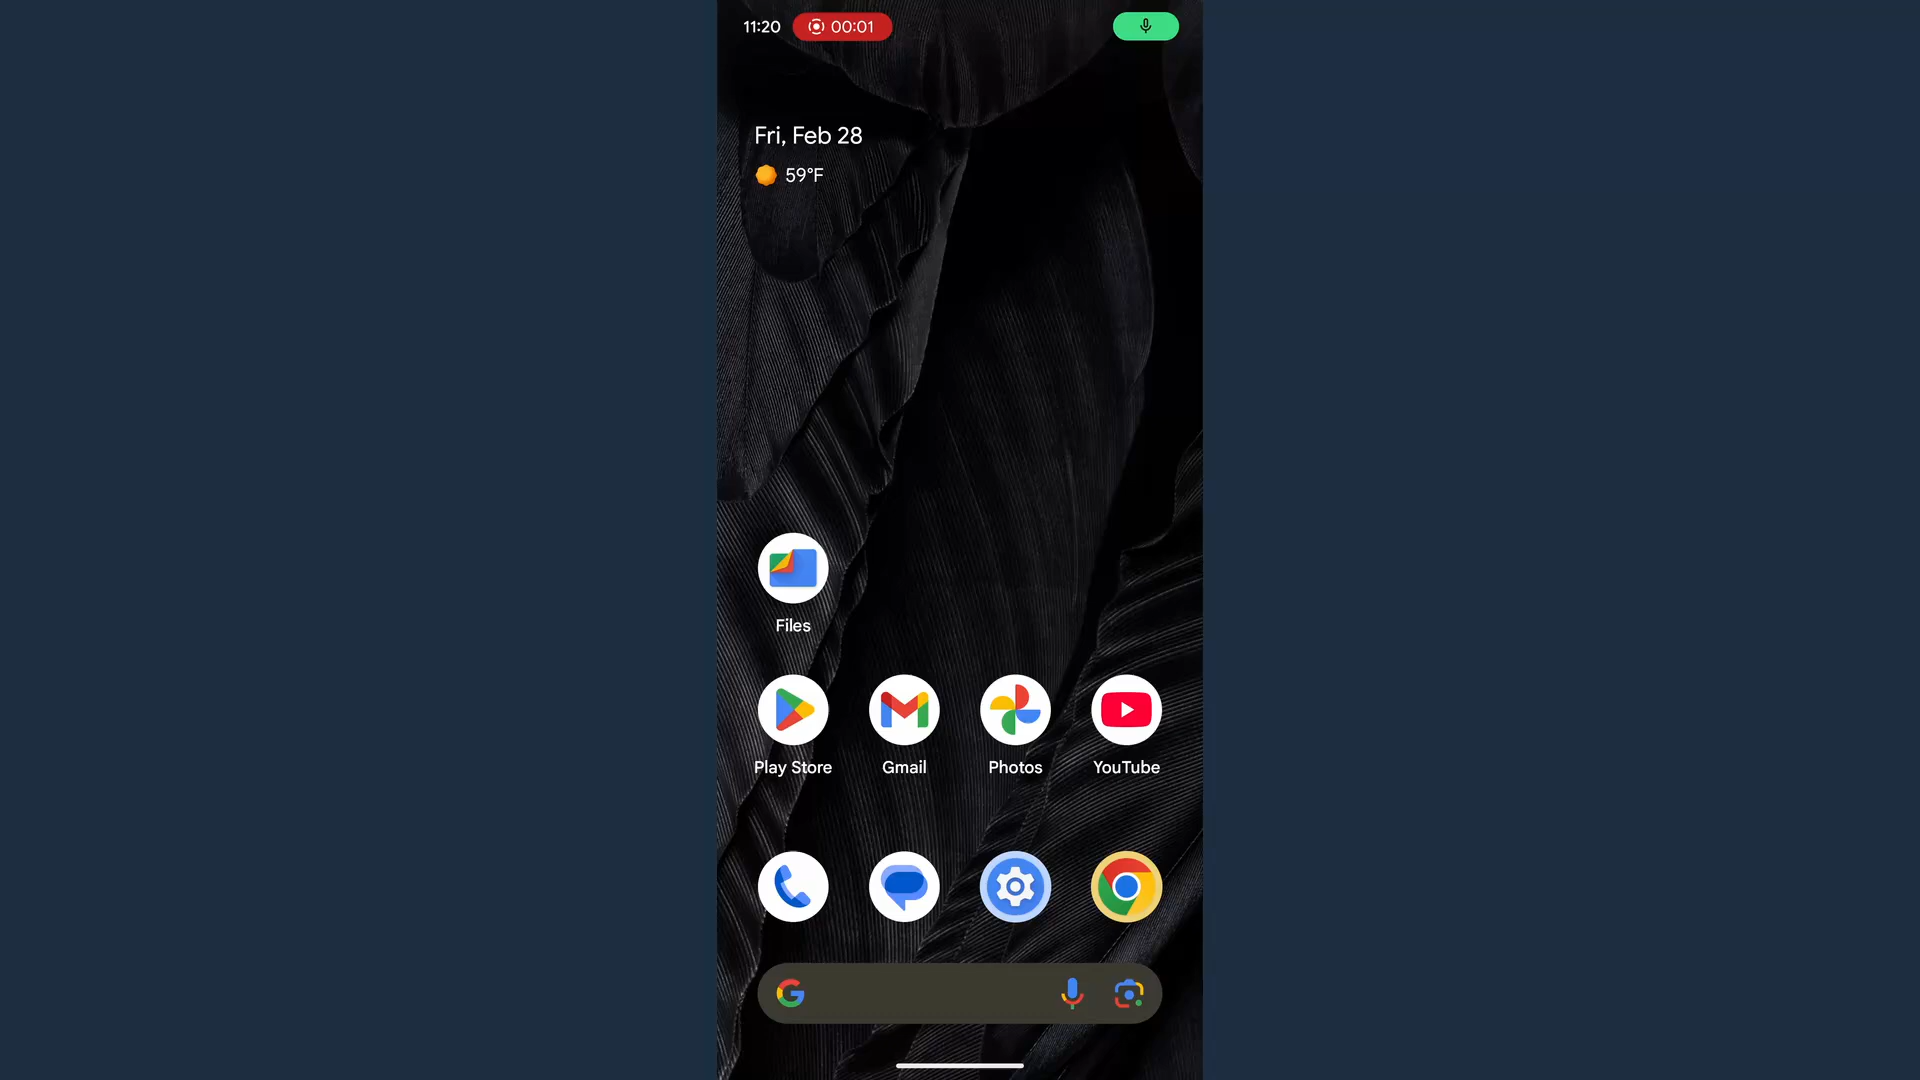 11:20 00:01
Fri, Feb 28
59°F
Files
Play Store Gmail Photos YouTube